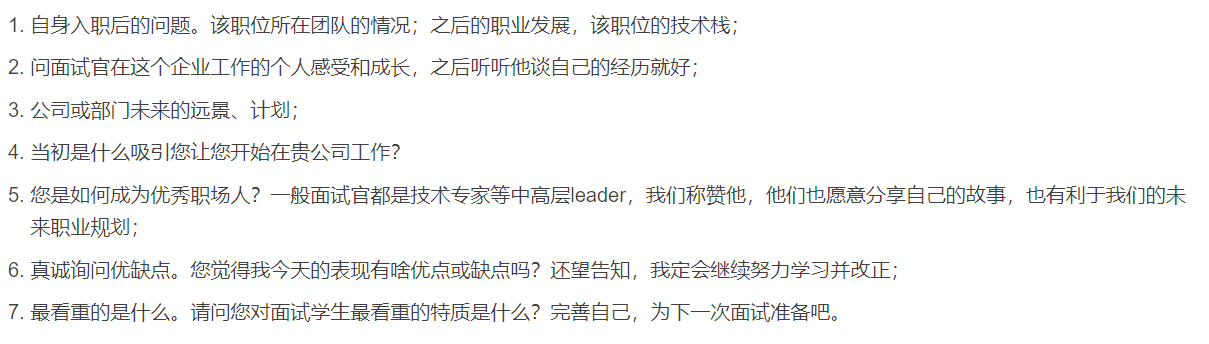 1. 自身入职后的问题。该职位所在团队的情况；之后的职业发展，该职位的技术栈；
2. 问面试官在这个企业工作的个人感受和成长，之后听听他谈自己的经历就好；
3. 公司或部门未来的远景、计划；
4. 当初是什么吸引您让您开始在贵公司工作？
5. 您是如何成为优秀职场人？一般面试官都是技术专家等中高层leader，我们称赞他，他们也愿意分享自己的故事，也有利于我们的未
来职业规划；
6. 真诚询问优缺点。您觉得我今天的表现有啥优点或缺点吗？还望告知，我定会继续努力学习并改正；
7. 最看重的是什么。请问您对面试学生最看重的特质是什么？完善自己，为下一次面试准备吧。